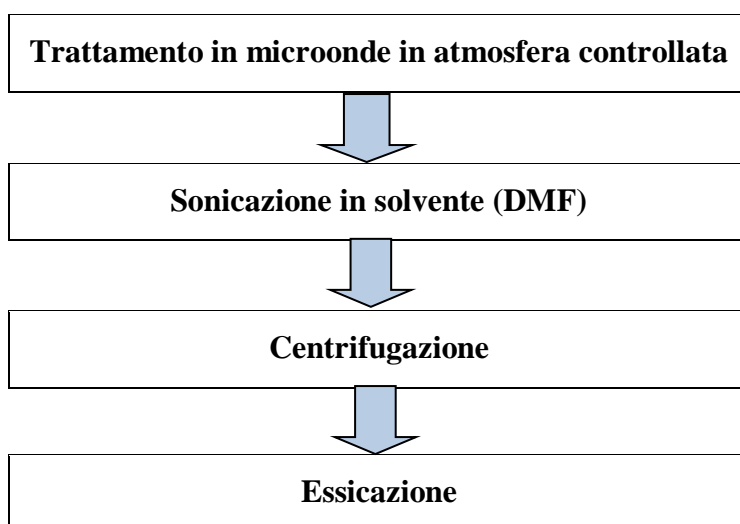 Trattamento in microonde in atmosfera controllata
Sonicazione in solvente (DMF)
Centrifugazione
Essicazione